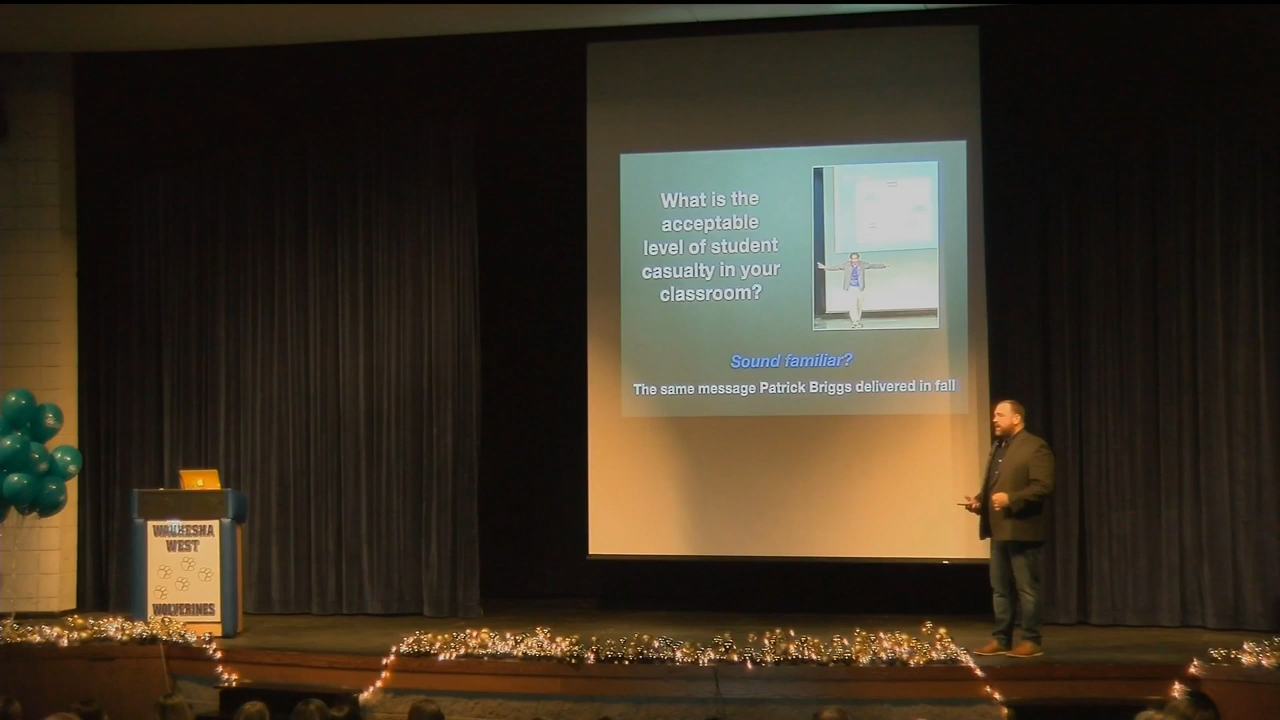 What is the
acceptable
level of student
casualty in your
classroom?
Sound familiar?
The same message Patrick Briggs delivered in fall
WAUKESHA
WEST
WOLVERINES